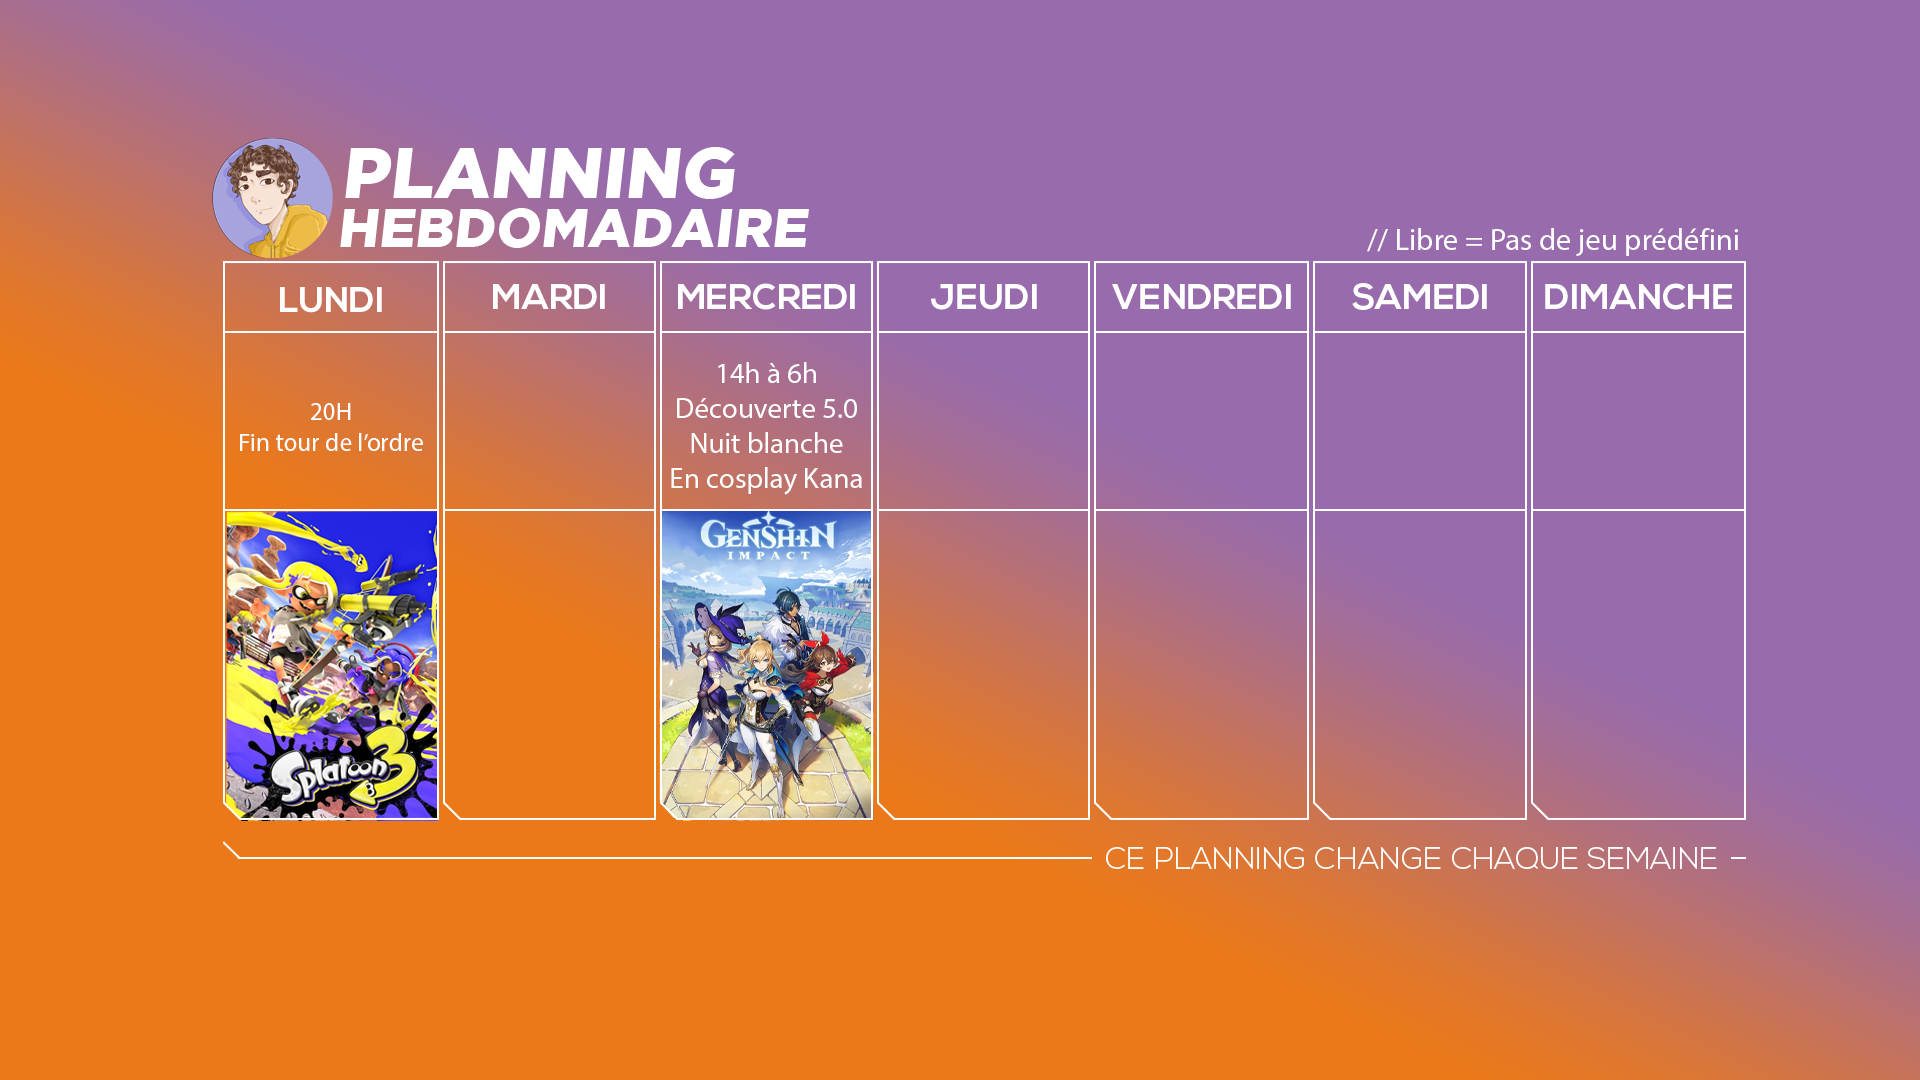 PLANNING
HEBDOMADAIRE
// Libre = Pas de jeu prédéfini
LUNDI
MARDI
MERCREDI
JEUDI
VENDREDI
SAMEDI
DIMANCHE
20H
Fin tour de l’ordre
14h à 6h
Découverte 5.0
Nuit blanche
En cosplay Kana
Splatoon 3
GENSHIN
IMPACT
CE PLANNING CHANGE CHAQUE SEMAINE